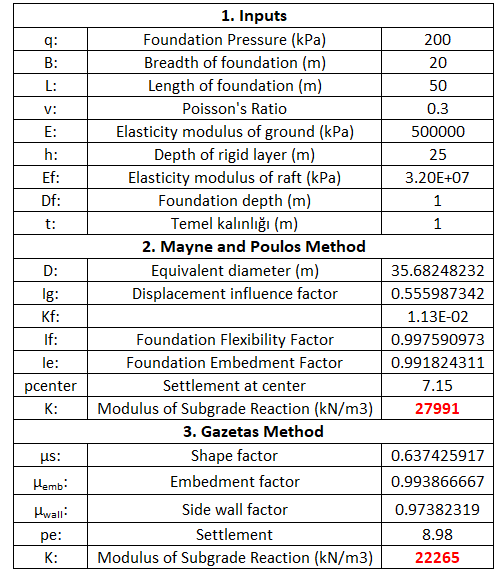 1. Inputs
q: Foundation Pressure (kPa) 200
B: Breadth of foundation (m) 20
L: Length of foundation (m) 50
v: Poisson's Ratio 0.3
E: Elasticity modulus of ground (kPa) 500000
h: Depth of rigid layer (m) 25
Ef: Elasticity modulus of raft (kPa) 3.20E+07
Df: Foundation depth (m) 1
t: Temel kalınlığı (m) 1
2. Mayne and Poulos Method
D: Equivalent diameter (m) 35.68248232
Ig: Displacement influence factor 0.555987342
Kf: 1.13E-02
If: Foundation Flexibility Factor 0.997590973
Ie: Foundation Embedment Factor 0.991824311
pcenter Settlement at center 7.15
K: Modulus of Subgrade Reaction (kN/m3) 27991
3. Gazetas Method
μs: Shape factor 0.637425917
μemb: Embedment factor 0.993866667
μwall: Side wall factor 0.97382319
pe: Settlement 8.98
K: Modulus of Subgrade Reaction (kN/m3) 22265